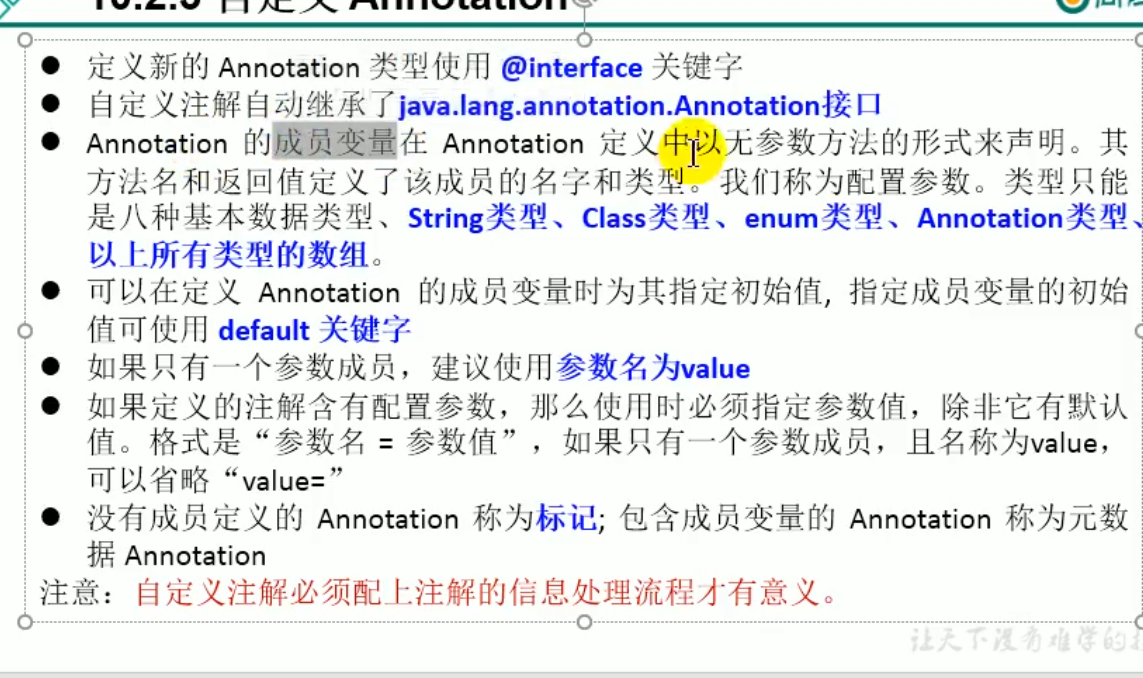 自定义 Annotation
● 定义新的 Annotation 类型使用 @interface 关键字
● 自定义注解自动继承了java.lang.annotation.Annotation接口
● Annotation 的成员变量在 Annotation 定义中以无参数方法的形式来声明。其
方法名和返回值定义了该成员的名字和类型。我们称为配置参数。类型只能
是八种基本数据类型、String类型、Class类型、enum类型、Annotation类型、
以上所有类型的数组。
● 可以在定义 Annotation 的成员变量时为其指定初始值, 指定成员变量的初始
值可使用 default 关键字
● 如果只有一个参数成员，建议使用参数名为value
● 如果定义的注解含有配置参数，那么使用时必须指定参数值，除非它有默认
值。格式是“参数名 = 参数值”，如果只有一个参数成员，且名称为value，
可以省略“value=”
● 没有成员定义的 Annotation 称为标记; 包含成员变量的 Annotation 称为元数
据 Annotation
注意：自定义注解必须配上注解的信息处理流程才有意义。
让天下没有难学的